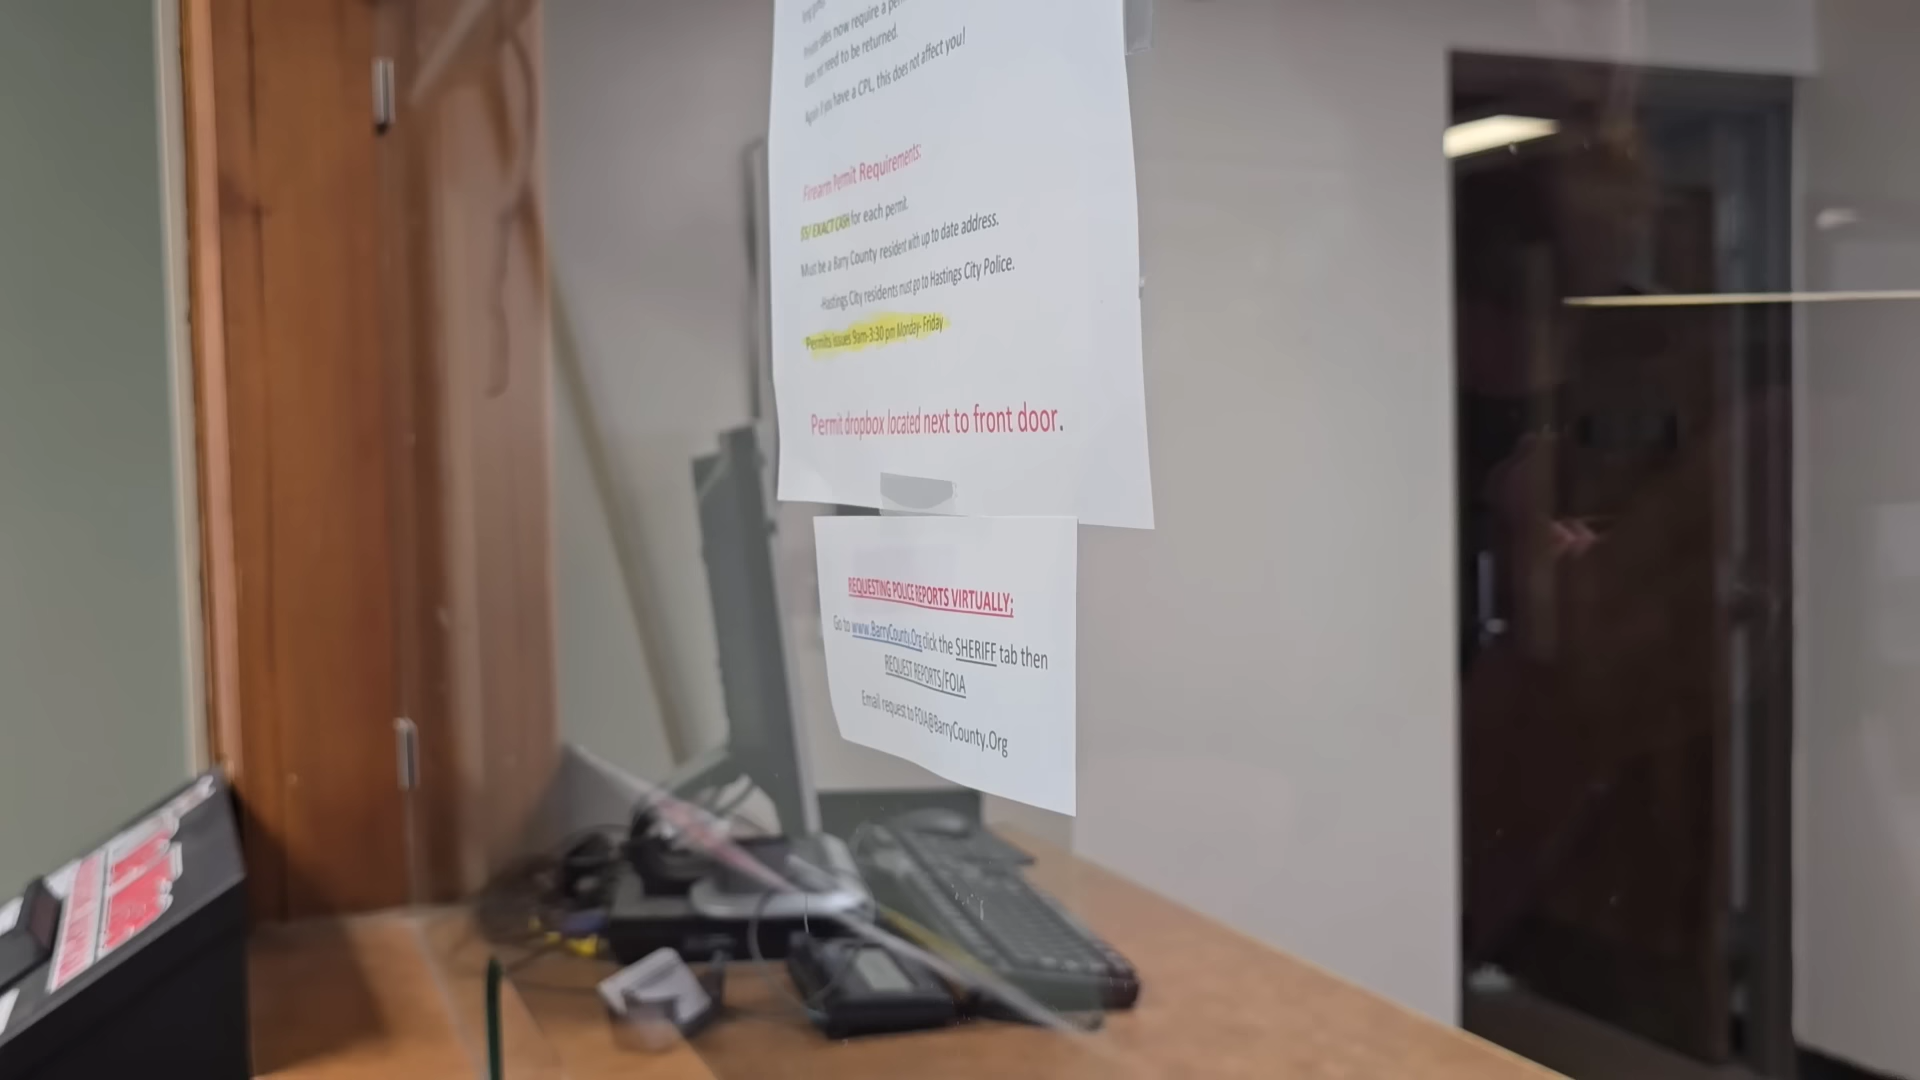 now require a
need to be returned.
Again if you have a CPL, this does not affect you!
Firearm Permit Requirements:
$5/ EXACT CASH for each permit.
Must be a Barry County resident with up to date address.
-Hastings City residents must go to Hastings City Police.
Permits issues 9am-3:30 pm Monday- Friday
Permit dropbox located next to front door.
REQUESTING POLICE REPORTS VIRTUALLY;
Go to www.BarryCounty.Org click the SHERIFF tab then
REQUEST REPORTS/FOIA
Email request to FOIA@BarryCounty.Org